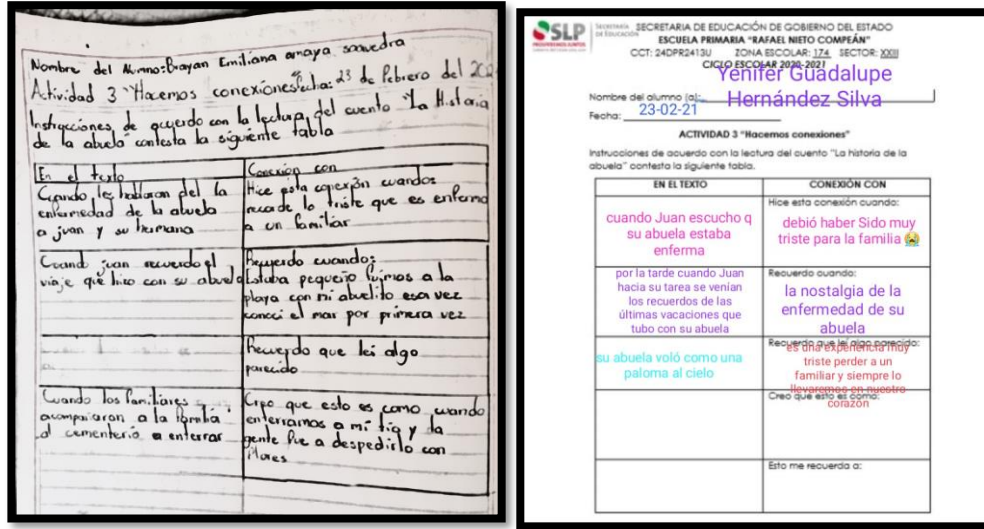 Nombre del Alumno: Brayan Emiliano amaya saavedra
Actividad 3 "Hacemos conexiones" fecha: 23 de febrero del
Instrucciones de acuerdo con la lectura del cuento "La Historia
de la abuela" contesta la siguiente tabla
En el texto
Cuando les hablaron del la
enfermedad de la abuela
a juan y su hermana
Conexión con
Hice esta conexión cuando:
recorde lo triste que es enfermo
a un familiar
Cuand juan recuerdo el
viaje que hizo con su abuela
Recuerdo cuando:
Estaba pequeño fuimos a la
playa con mi abuelito esa vez
conoci el mar por primera vez
Recuerdo que lei algo
parecido
Cuando los familiares
acompañaron a la familia
al cementerio a enterrar
Creo que esto es como cuando
enterramos a mi tio y la
gente fue a despedirlo con
flores
SLP
SECRETARÍA DE EDUCACIÓN
PROSPEREMOS JUNTOS
SECRETARIA DE EDUCACIÓN DE GOBIERNO DEL ESTADO
ESCUELA PRIMARIA "RAFAEL NIETO COMPEÁN"
CCT: 24DPR2413U ZONA ESCOLAR: 174 SECTOR: XXIII
CICLO ESCOLAR 2020-2021
Nombre del alumno (a): Yenifer Guadalupe
Hernández Silva
Fecha: 23-02-21
ACTIVIDAD 3 "Hacemos conexiones"
Instrucciones de acuerdo con la lectura del cuento "La historia de la
abuela" contesta la siguiente tabla.
EN EL TEXTO
CONEXIÓN CON
cuando Juan escucho q
su abuela estaba
enferma
Hice esta conexión cuando:
debió haber Sido muy
triste para la familia 😭
por la tarde cuando Juan
hacia su tarea se venían
los recuerdos de las
últimas vacaciones que
tubo con su abuela
Recuerdo cuando:
la nostalgia de la
enfermedad de su
abuela
su abuela voló como una
paloma al cielo
Recuerdo que leí algo parecido:
es una experiencia muy
triste perder a un
familiar y siempre lo
llevaremos en nuestro
corazón
Creo que esto es como:
Esto me recuerda a: